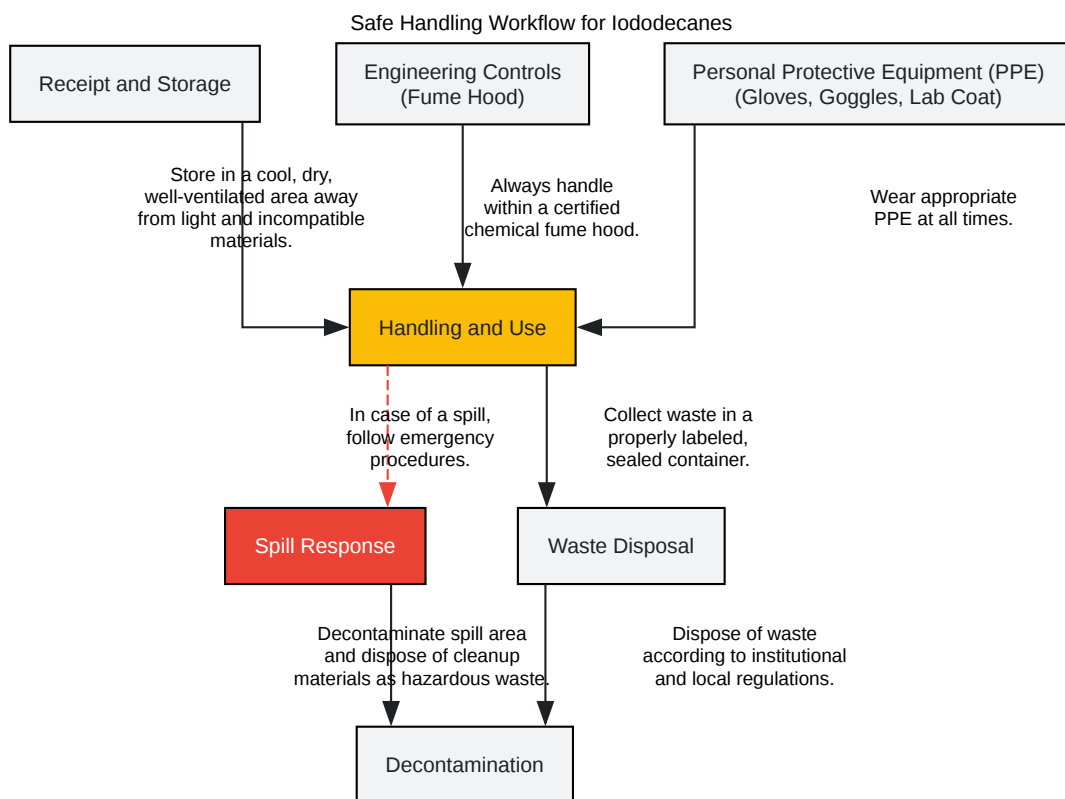 Safe Handling Workflow for Iododecanes
Receipt and Storage
Engineering Controls
(Fume Hood)
Personal Protective Equipment (PPE)
(Gloves, Goggles, Lab Coat)
Store in a cool, dry,
well-ventilated area away
from light and incompatible
materials.
Always handle
within a certified
chemical fume hood.
Wear appropriate
PPE at all times.
Handling and Use
In case of a spill,
follow emergency
procedures.
Collect waste in a
properly labeled,
sealed container.
Spill Response
Waste Disposal
Decontaminate spill area
and dispose of cleanup
materials as hazardous waste.
Dispose of waste
according to institutional
and local regulations.
Decontamination